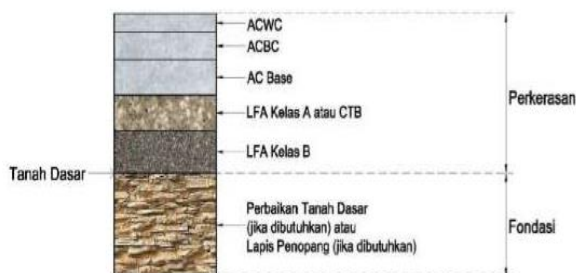 ACWC
ACBC
AC Base
LFA Kelas A atau CTB
LFA Kelas B
Perkerasan
Tanah Dasar
Perbaikan Tanah Dasar
(jika dibutuhkan) atau
Lapis Penopang (jika dibutuhkan)
Fondasi